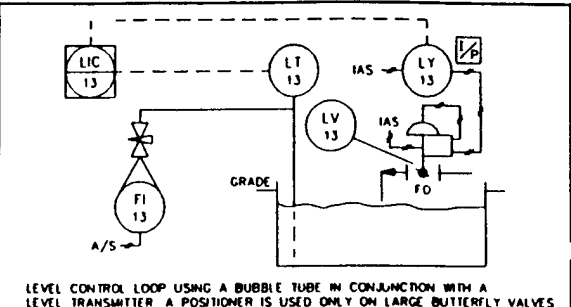 LIC
13
LT
13
LY
13
I/P
IAS
LV
13
IAS
FO
GRADE
FI
13
A/S
LEVEL CONTROL LOOP USING A BUBBLE TUBE IN CONJUNCTION WITH A
LEVEL TRANSMITTER A POSITIONER IS USED ONLY ON LARGE BUTTERFLY VALVES